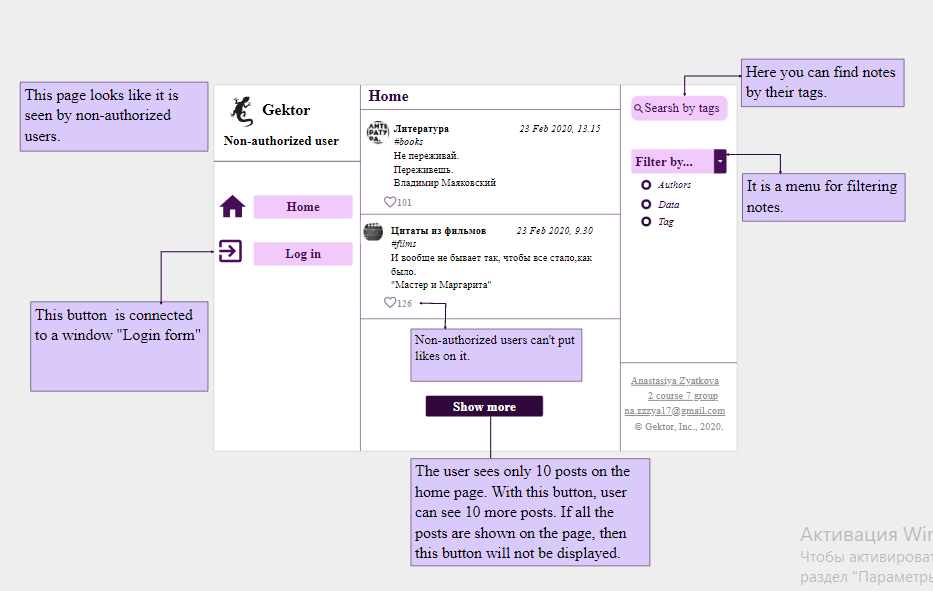 This page looks like it is
seen by non-authorized
users.
Gektor
Non-authorized user
Home
Log in
This button is connected
to a window "Login form"
Home
Литература
23 Feb 2020, 13.15
#books
Не переживай.
Переживешь.
Владимир Маяковский
101
Цитаты из фильмов
23 Feb 2020, 9.30
#films
И вообще не бывает так, чтобы все стало,как
было.
"Мастер и Маргарита"
126
Non-authorized users can't put
likes on it.
Show more
The user sees only 10 posts on the
home page. With this button, user
can see 10 more posts. If all the
posts are shown on the page, then
this button will not be displayed.
Searsh by tags
Here you can find notes
by their tags.
Filter by...
Authors
Data
Tag
It is a menu for filtering
notes.
Anastasiya Zyatkova
2 course 7 group
na.zzzya17@gmail.com
© Gektor, Inc., 2020.
Активация Win
Чтобы активироват
раздел "Параметры